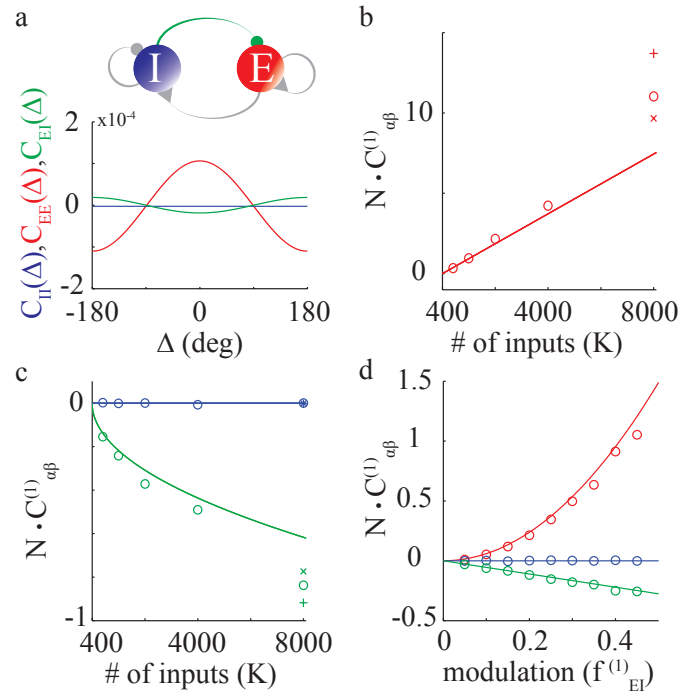 a
I E
C_II(Δ),C_EE(Δ),C_EI(Δ)
x10^-4
2
0
-2
-180 0 180
Δ (deg)
b
N • C^(1)_αβ
10
0
400 4000 8000
# of inputs (K)
c
N • C^(1)_αβ
0
-1
400 4000 8000
# of inputs (K)
d
N • C^(1)_αβ
1.5
1
0.5
0
-0.5
0 0.2 0.4
modulation (f^(1)_EI)